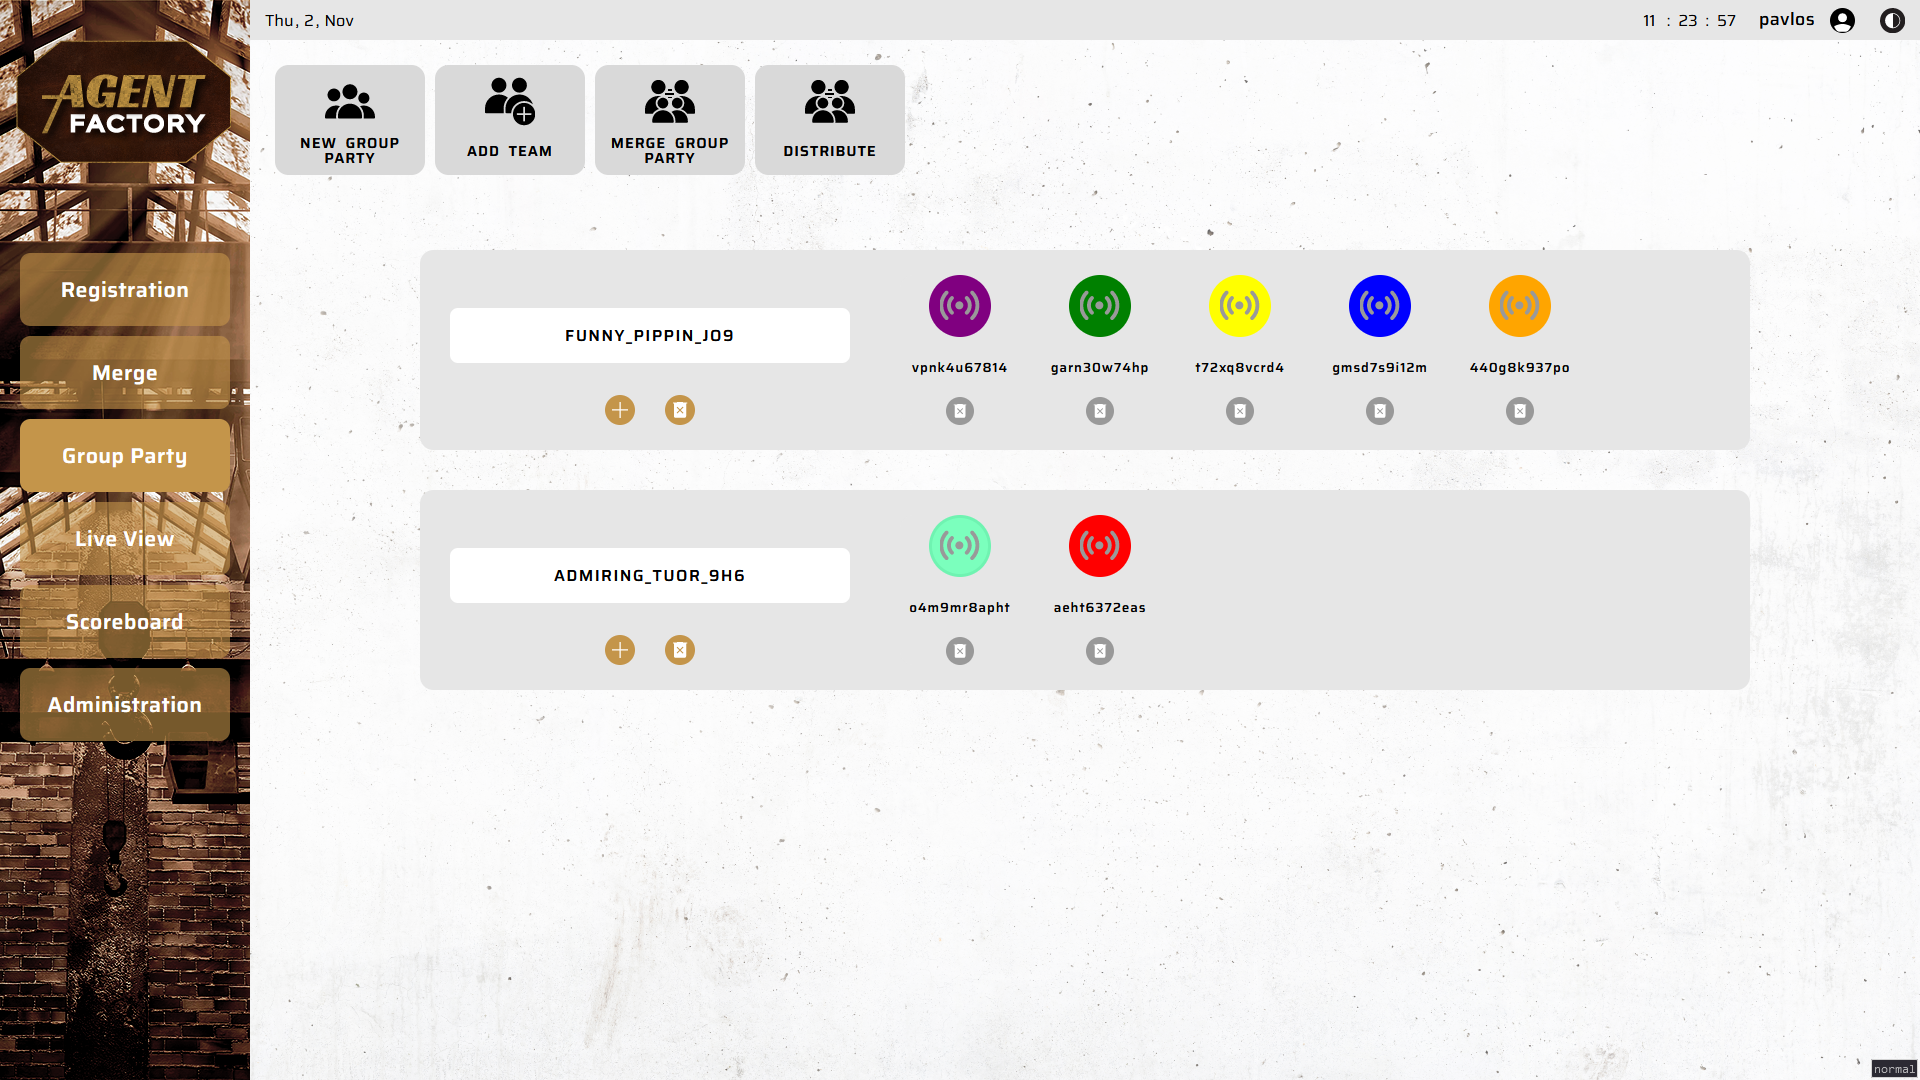 Thu, 2, Nov
11 : 23 : 57
pavlos
AGENT
FACTORY
NEW GROUP
PARTY
ADD TEAM
MERGE GROUP
PARTY
DISTRIBUTE
Registration
Merge
Group Party
Live View
Scoreboard
Administration
FUNNY_PIPPIN_JO9
vpnk4u67814
garn30w74hp
t72xq8vcrd4
gmsd7s9i12m
440g8k937po
ADMIRING_TUOR_9H6
o4m9mr8apht
aeht6372eas
normal